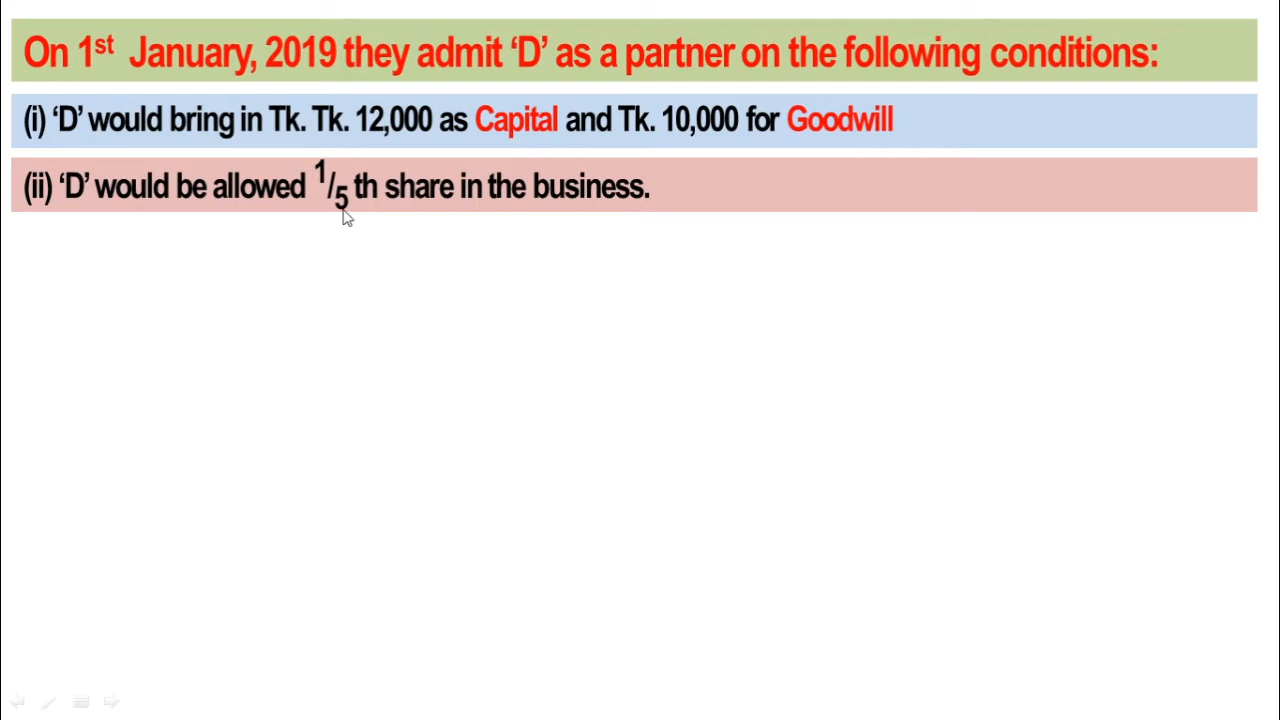 On 1st January, 2019 they admit ‘D’ as a partner on the following conditions:
(i) ‘D’ would bring in Tk. Tk. 12,000 as Capital and Tk. 10,000 for Goodwill
(ii) ‘D’ would be allowed 1/5 th share in the business.